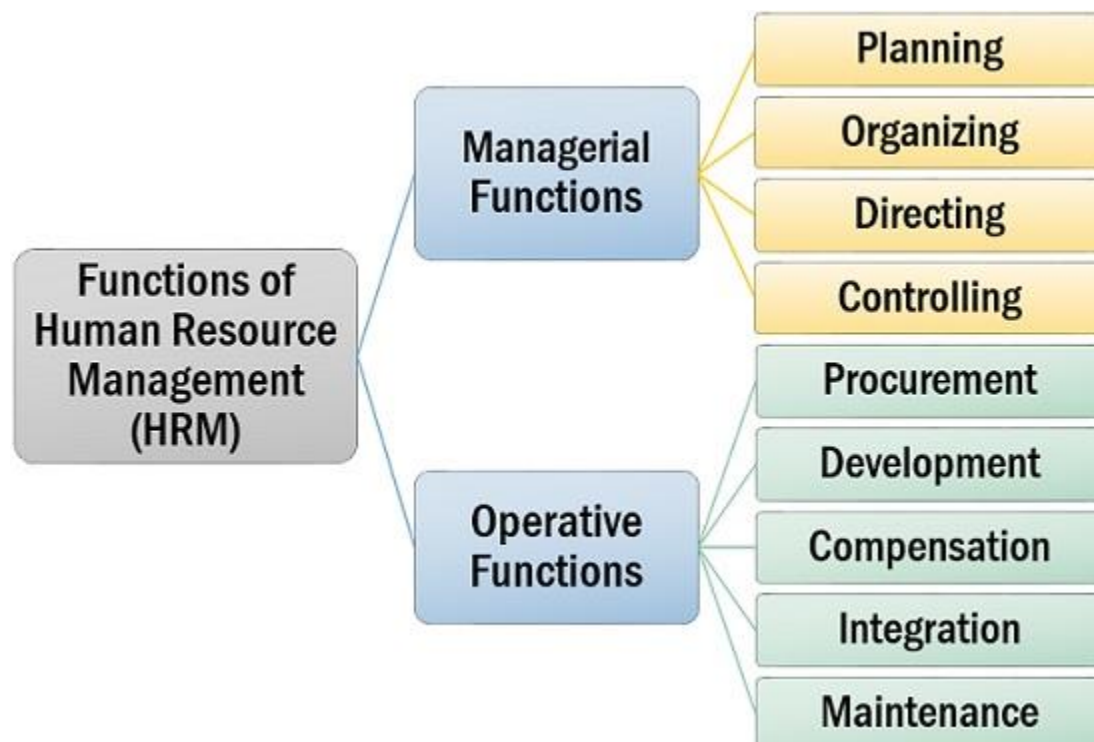 Functions of
Human Resource
Management
(HRM)
Managerial
Functions
Planning
Organizing
Directing
Controlling
Operative
Functions
Procurement
Development
Compensation
Integration
Maintenance